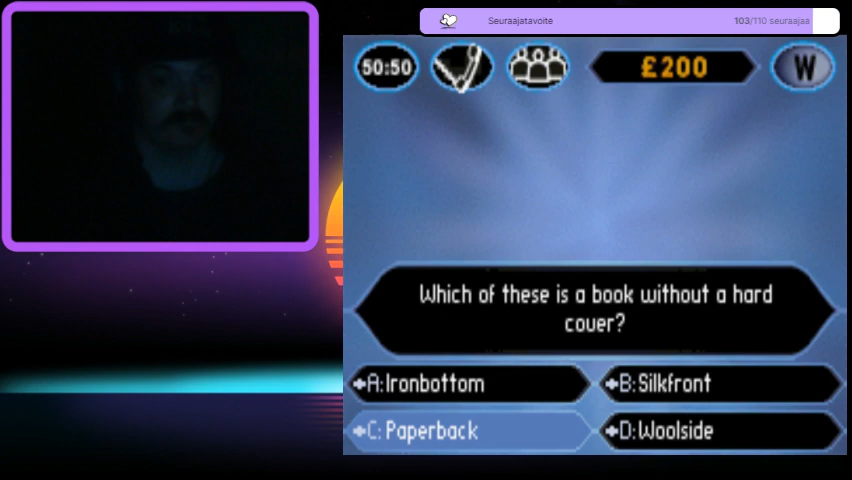 Seuraajatavoite 103/110 seuraajaa
50:50 £200 W
Which of these is a book without a hard
cover?
A: Ironbottom
B: Silkfront
C: Paperback
D: Woolside